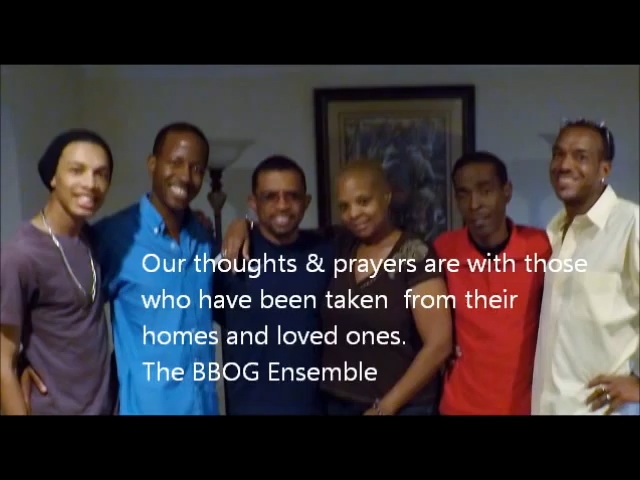 Our thoughts & prayers are with those
who have been taken  from their
homes and loved ones.
The BBOG Ensemble